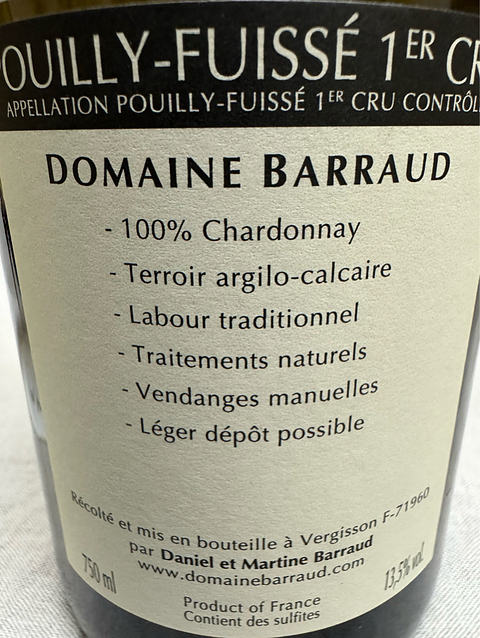 POUILLY-FUISSÉ 1ER CR
APPELLATION POUILLY-FUISSÉ 1ER CRU CONTRÔL
DOMAINE BARRAUD
- 100% Chardonnay
- Terroir argilo-calcaire
- Labour traditionnel
- Traitements naturels
- Vendanges manuelles
- Léger dépôt possible
Récolté et mis en bouteille à Vergisson F-71960
par Daniel et Martine Barraud
www.domainebarraud.com
750 ml
13,5% vol.
Product of France
Contient des sulfites